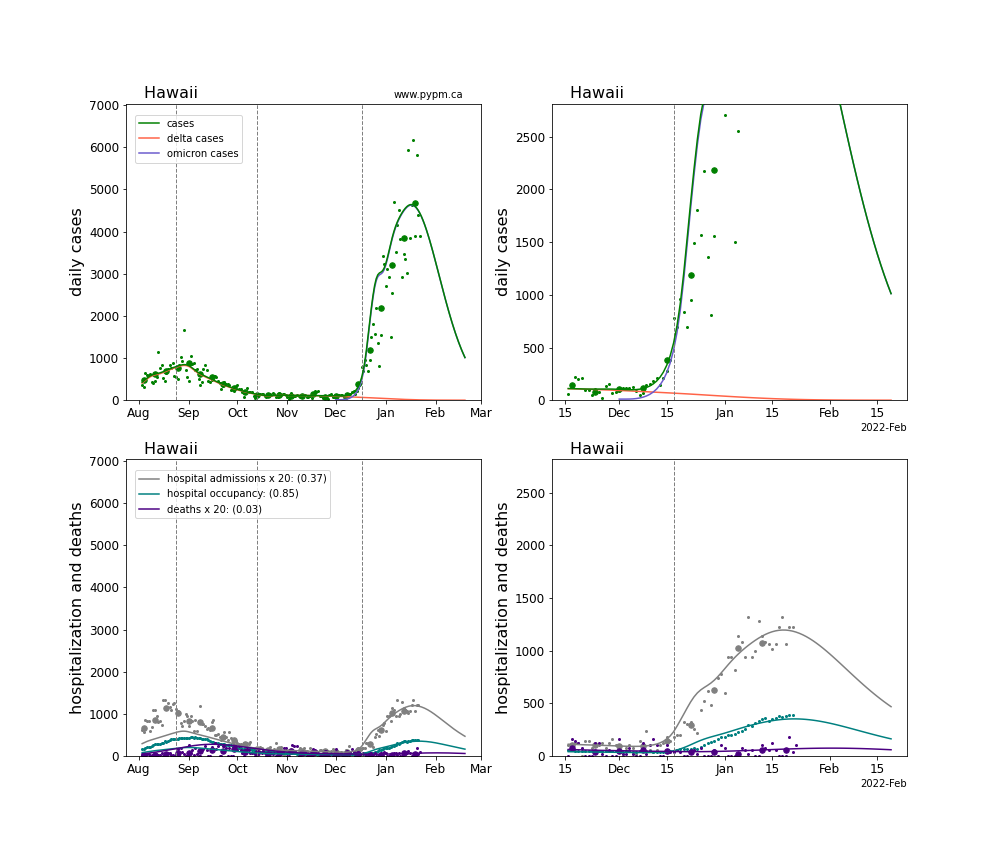 Hawaii
www.pypm.ca
7000
6000
5000
4000
3000
2000
1000
0
daily cases
cases
delta cases
omicron cases
Aug Sep Oct Nov Dec Jan Feb Mar
Hawaii
2500
2000
1500
1000
500
0
daily cases
15 Dec 15 Jan 15 Feb 15
2022-Feb
Hawaii
7000
6000
5000
4000
3000
2000
1000
0
hospitalization and deaths
hospital admissions x 20: (0.37)
hospital occupancy: (0.85)
deaths x 20: (0.03)
Aug Sep Oct Nov Dec Jan Feb Mar
Hawaii
2500
2000
1500
1000
500
0
hospitalization and deaths
15 Dec 15 Jan 15 Feb 15
2022-Feb